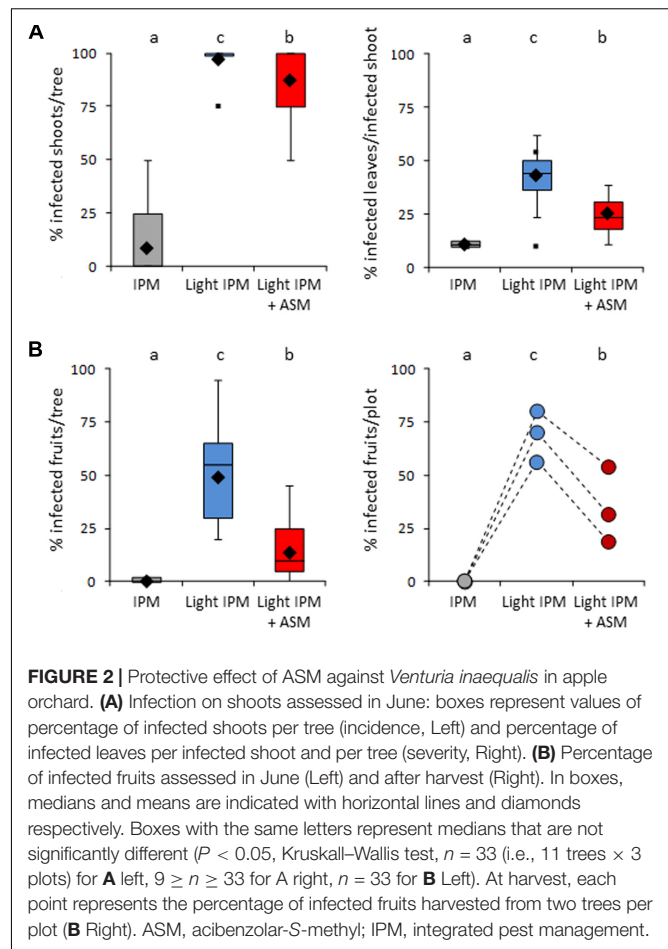 A
a c b
100
75
50
25
0
% infected shoots/tree
IPM Light IPM Light IPM
+ ASM
a c b
100
75
50
25
0
% infected leaves/infected shoot
IPM Light IPM Light IPM
+ ASM
B
a c b
100
75
50
25
0
% infected fruits/tree
IPM Light IPM Light IPM
+ ASM
a c b
100
75
50
25
0
% infected fruits/plot
IPM Light IPM Light IPM
+ ASM
FIGURE 2 | Protective effect of ASM against Venturia inaequalis in apple
orchard. (A) Infection on shoots assessed in June: boxes represent values of
percentage of infected shoots per tree (incidence, Left) and percentage of
infected leaves per infected shoot and per tree (severity, Right). (B) Percentage
of infected fruits assessed in June (Left) and after harvest (Right). In boxes,
medians and means are indicated with horizontal lines and diamonds
respectively. Boxes with the same letters represent medians that are not
significantly different (P < 0.05, Kruskall–Wallis test, n = 33 (i.e., 11 trees × 3
plots) for A left, 9 ≥ n ≥ 33 for A right, n = 33 for B Left). At harvest, each
point represents the percentage of infected fruits harvested from two trees per
plot (B Right). ASM, acibenzolar-S-methyl; IPM, integrated pest management.